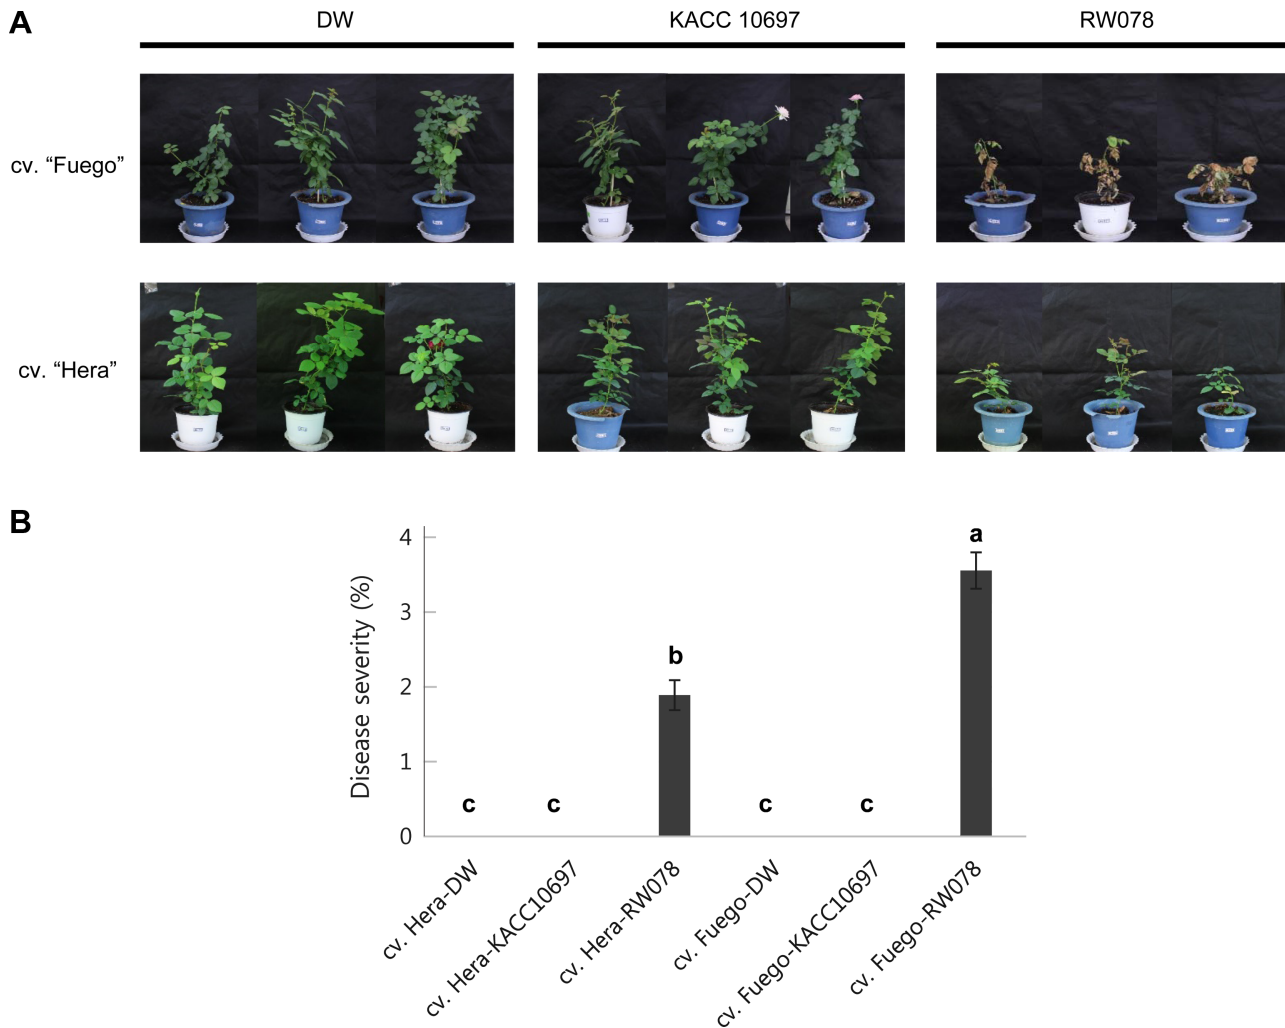 A
DW
KACC 10697
RW078
cv. “Fuego”
cv. “Hera”
B
Disease severity (%)
4
3
2
1
0
c
c
b
c
c
a
cv. Hera-DW
cv. Hera-KACC10697
cv. Hera-RW078
cv. Fuego-DW
cv. Fuego-KACC10697
cv. Fuego-RW078